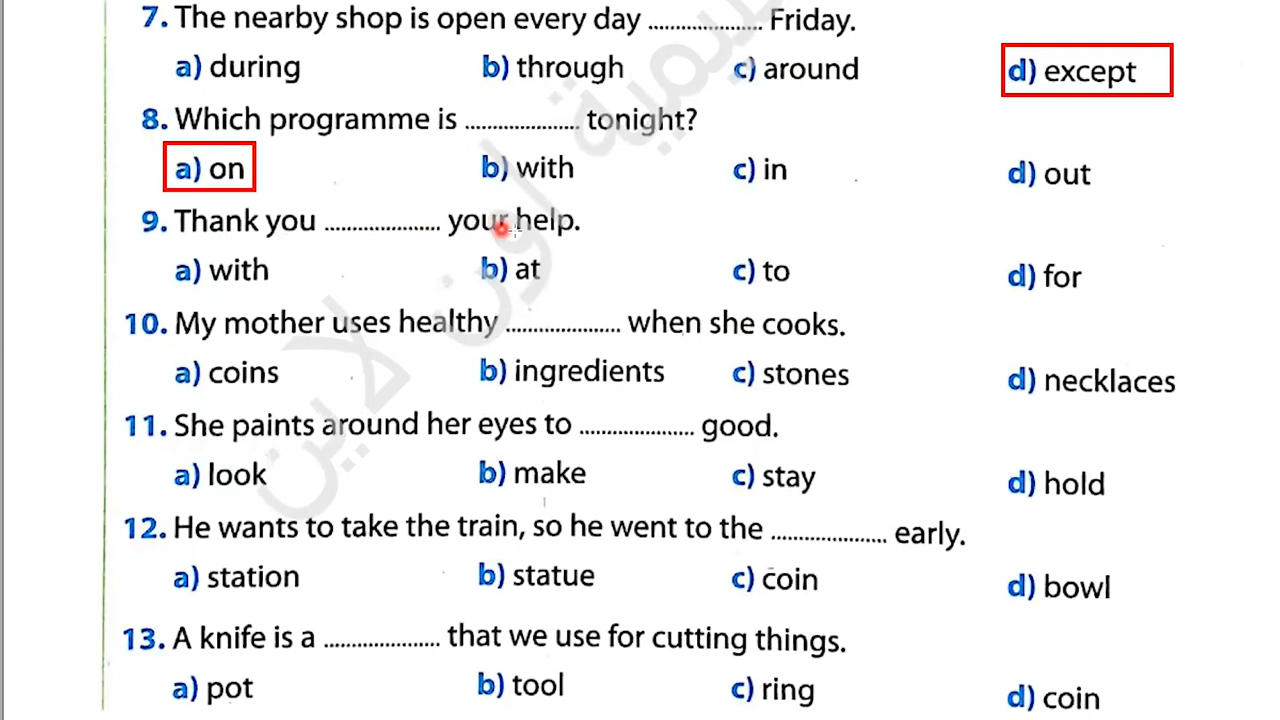 7. The nearby shop is open every day ..................... Friday.
a) during b) through c) around d) except
8. Which programme is ..................... tonight?
a) on b) with c) in d) out
9. Thank you ..................... your help.
a) with b) at c) to d) for
10. My mother uses healthy ..................... when she cooks.
a) coins b) ingredients c) stones d) necklaces
11. She paints around her eyes to ..................... good.
a) look b) make c) stay d) hold
12. He wants to take the train, so he went to the ..................... early.
a) station b) statue c) coin d) bowl
13. A knife is a ..................... that we use for cutting things.
a) pot b) tool c) ring d) coin
اون لاين